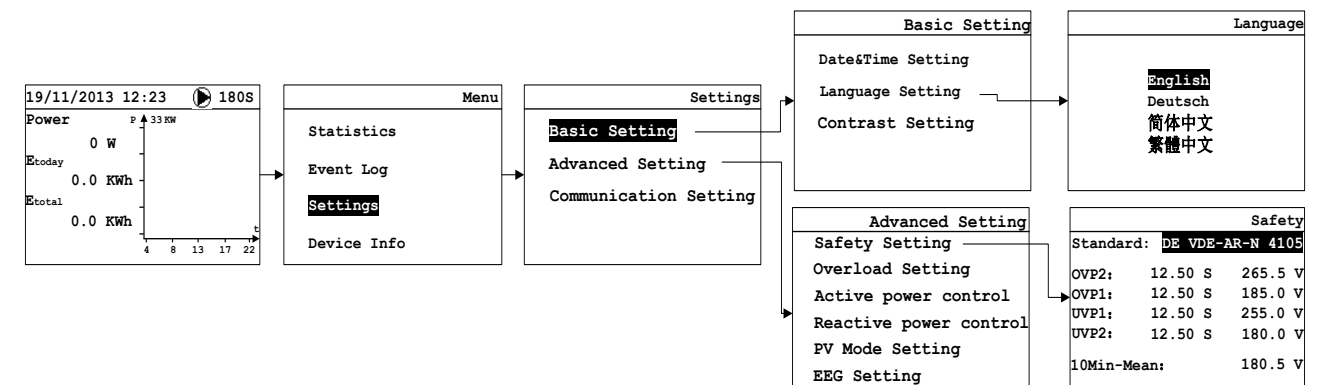 19/11/2013 12:23 180S
Power
P 33 KW
0 W
Etoday
0.0 KWh
Etotal
0.0 KWh
t
4 8 13 17 22
Menu
Statistics
Event Log
Settings
Device Info
Settings
Basic Setting
Advanced Setting
Communication Setting
Basic Setting
Date&Time Setting
Language Setting
Contrast Setting
Language
English
Deutsch
简体中文
繁體中文
Advanced Setting
Safety Setting
Overload Setting
Active power control
Reactive power control
PV Mode Setting
EEG Setting
Safety
Standard: DE VDE-AR-N 4105
OVP2: 12.50 S 265.5 V
OVP1: 12.50 S 185.0 V
UVP1: 12.50 S 255.0 V
UVP2: 12.50 S 180.0 V
10Min-Mean: 180.5 V